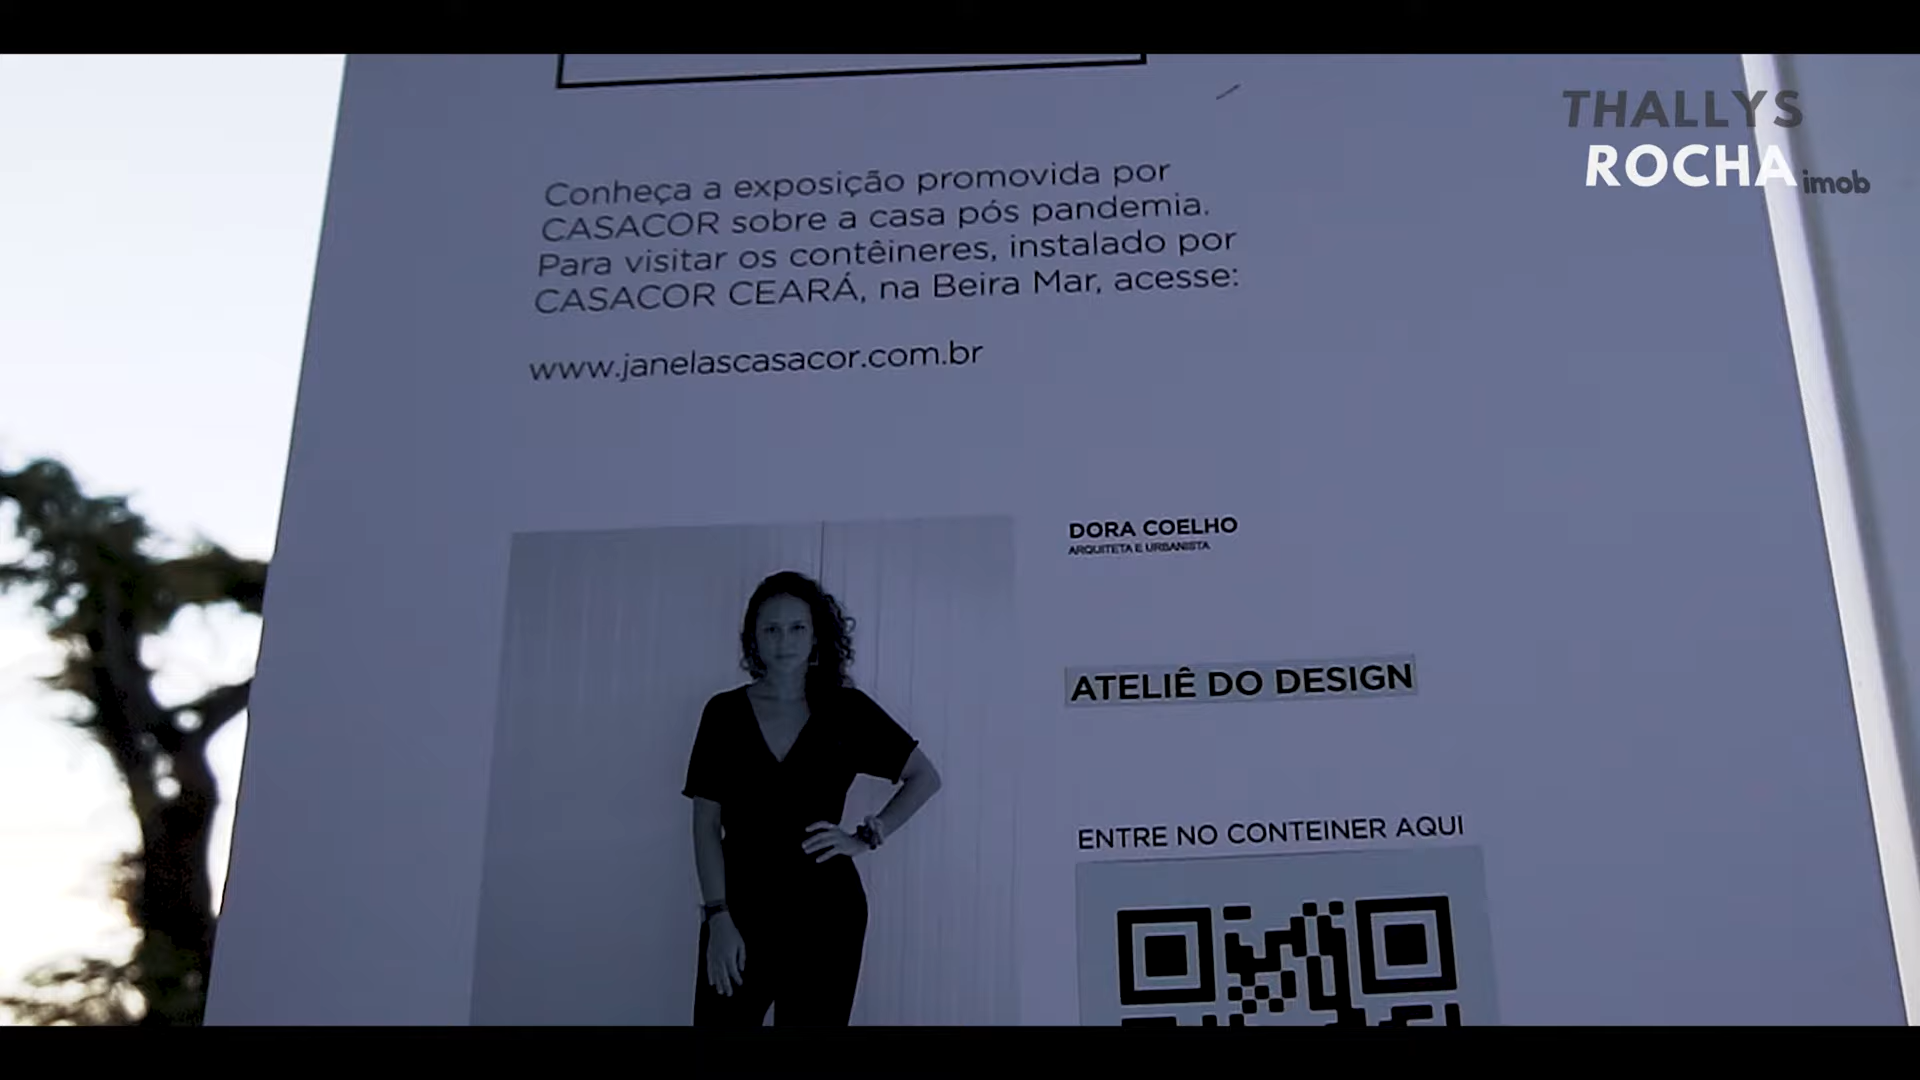 THALLYS
ROCHA imob
Conheça a exposição promovida por
CASACOR sobre a casa pós pandemia.
Para visitar os contêineres, instalado por
CASACOR CEARÁ, na Beira Mar, acesse:
www.janelascasacor.com.br
DORA COELHO
ARQUITETA E URBANISTA
ATELIÊ DO DESIGN
ENTRE NO CONTEINER AQUI